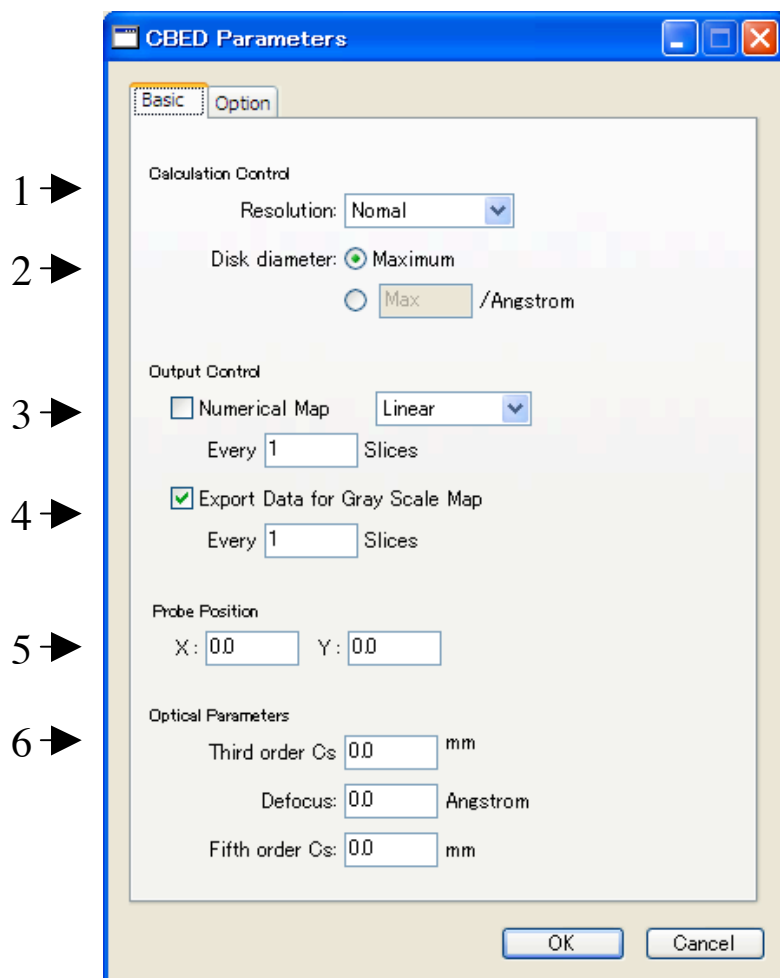 CBED Parameters
Basic Option
1
Calculation Control
Resolution: Nomal
2
Disk diameter: Maximum
Max /Angstrom
Output Control
3
Numerical Map Linear
Every 1 Slices
4
Export Data for Gray Scale Map
Every 1 Slices
Probe Position
5
X: 0.0 Y: 0.0
Optical Parameters
6
Third order Cs 0.0 mm
Defocus: 0.0 Angstrom
Fifth order Cs: 0.0 mm
OK Cancel